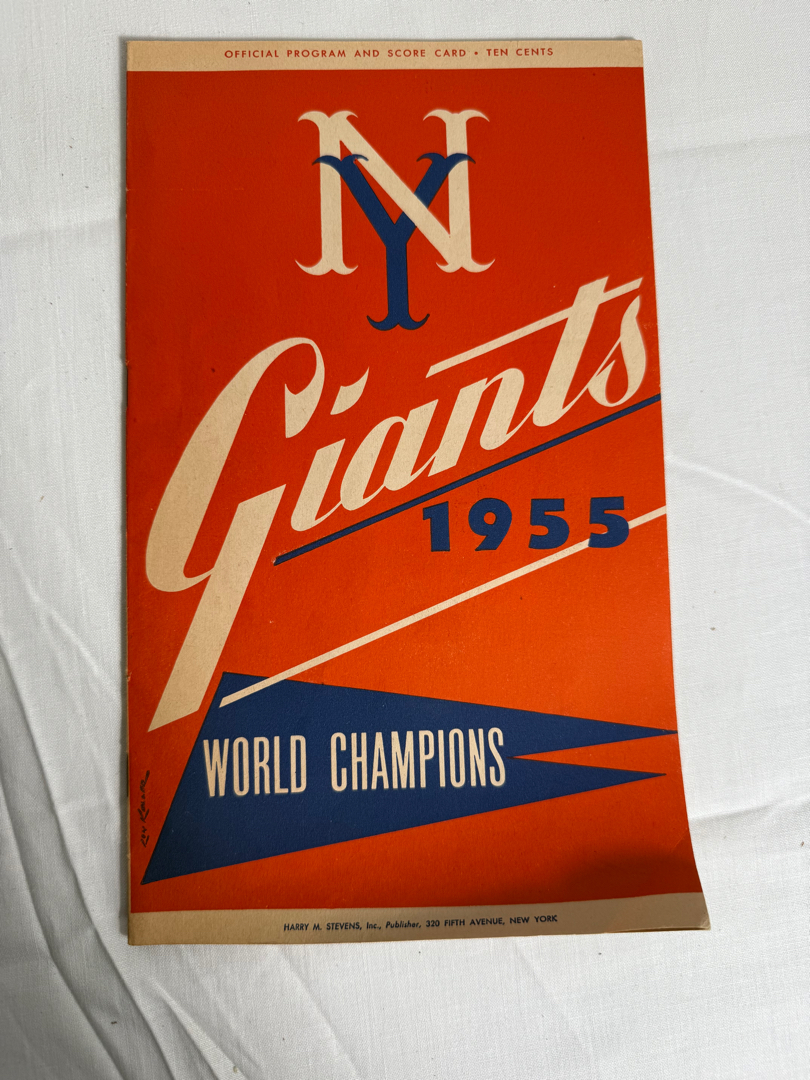 OFFICIAL PROGRAM AND SCORE CARD • TEN CENTS
NY
Giants
1955
WORLD CHAMPIONS
HARRY M. STEVENS, Inc., Publisher, 320 FIFTH AVENUE, NEW YORK